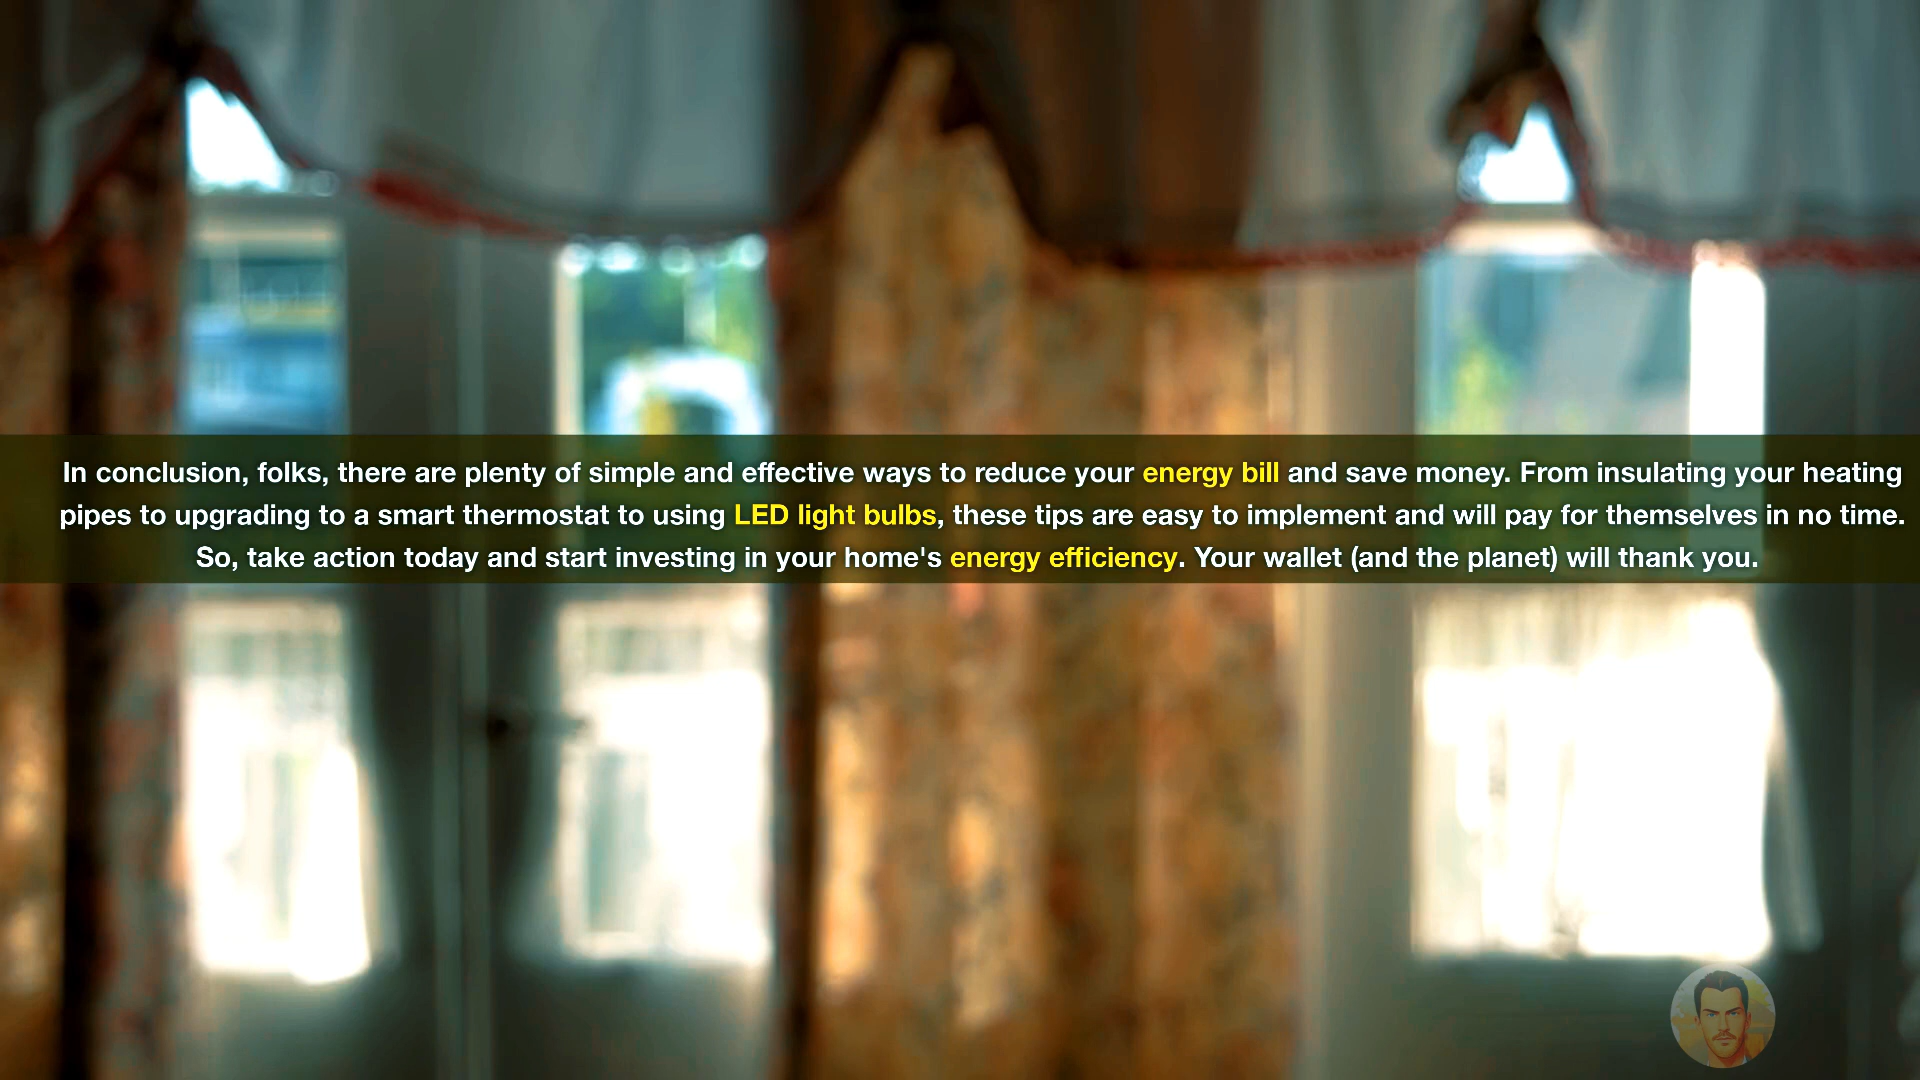 In conclusion, folks, there are plenty of simple and effective ways to reduce your energy bill and save money. From insulating your heating
pipes to upgrading to a smart thermostat to using LED light bulbs, these tips are easy to implement and will pay for themselves in no time.
So, take action today and start investing in your home's energy efficiency. Your wallet (and the planet) will thank you.